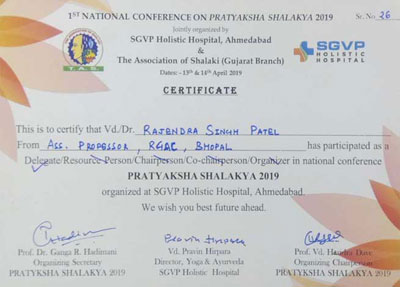 1ST NATIONAL CONFERENCE ON PRATYAKSHA SHALAKYA 2019
Sr. No. 26
Jointly organized by
SGVP Holistic Hospital, Ahmedabad
&
The Association of Shalaki (Gujarat Branch)
Dates: - 13th & 14th April 2019
T.A.S.
SGVP
HOLISTIC
HOSPITAL
CERTIFICATE
This is to certify that Vd./Dr. RAJENDRA SINGH PATEL
From ASS. PROFESSOR, RGAC, BHOPAL has participated as a
Delegate/Resource Person/Chairperson/Co-chairperson/Organizer in national conference
PRATYAKSH SHALAKYA 2019
organized at SGVP Holistic Hospital, Ahmedabad.
We wish you best future ahead.
Prof. Dr. Ganga R. Hadimani
Organizing Secretary
PRATYKSHA SHALAKYA 2019
Pravin Hirpara
Vd. Pravin Hirpara
Director, Yoga & Ayurveda
SGVP Holistic Hospital
Prof. Vd. Dave
Organizing Chairperson
PRATYKSHA SHALAKYA 2019